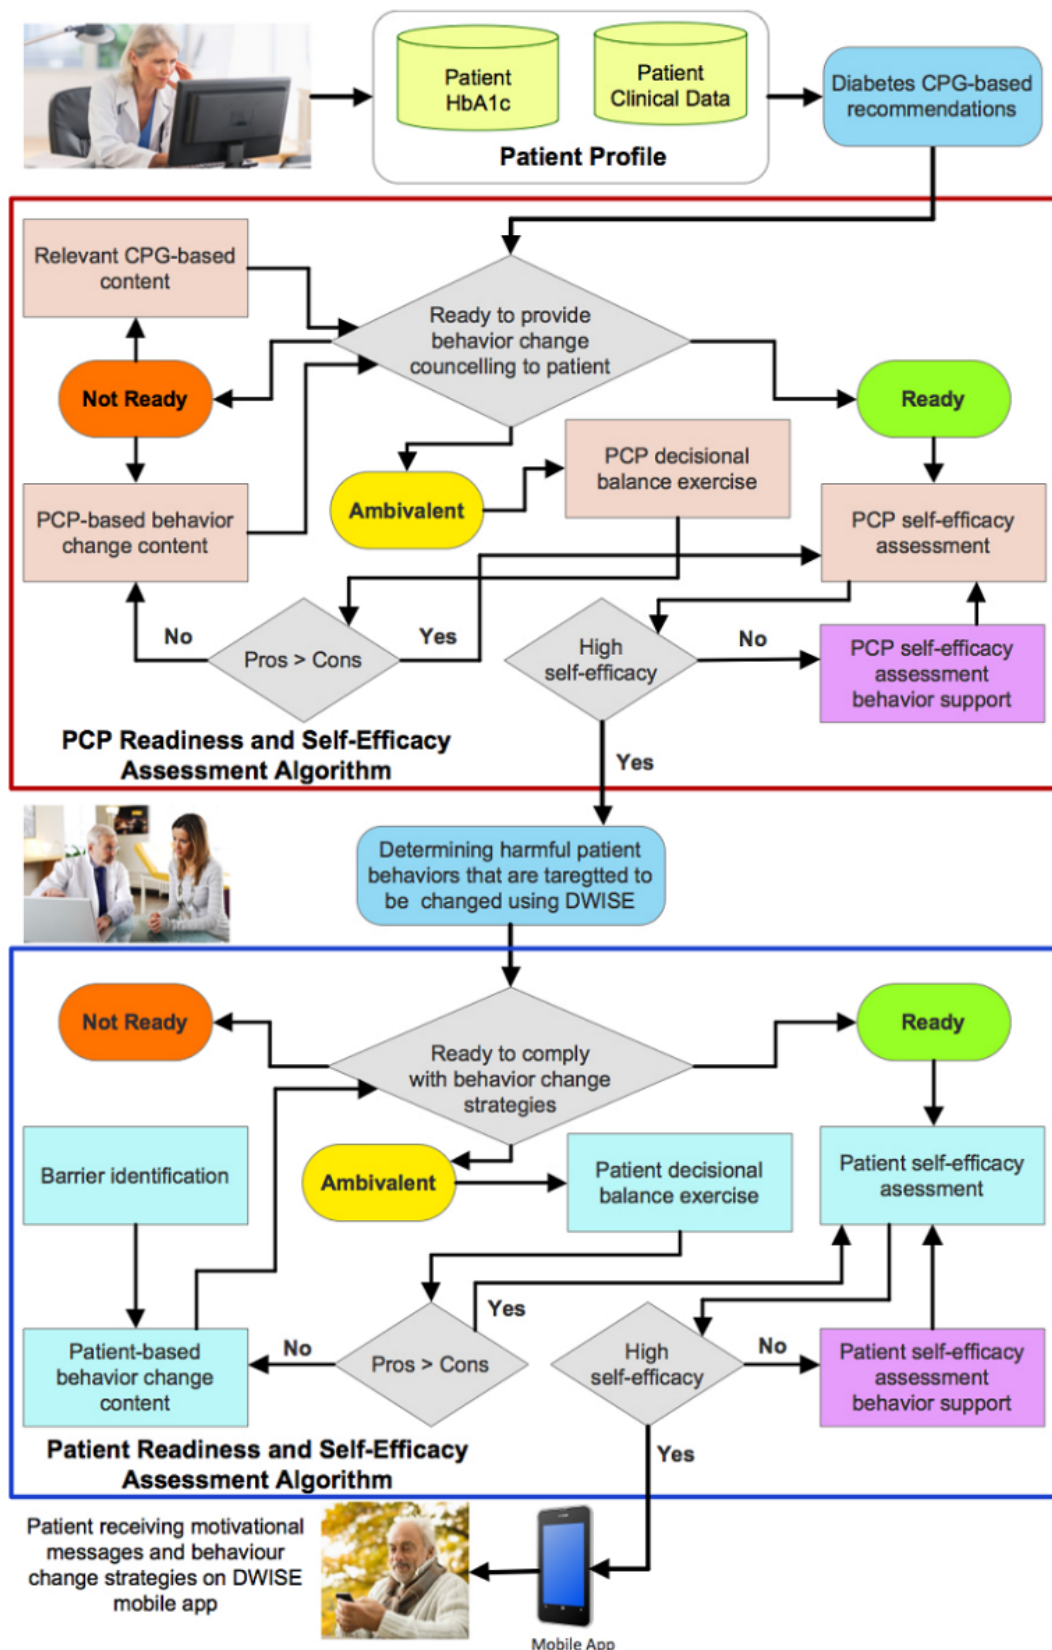 Patient
HbA1c
Patient
Clinical Data
Patient Profile
Diabetes CPG-based
recommendations
Relevant CPG-based
content
Ready to provide
behavior change
councelling to patient
Not Ready
Ready
Ambivalent
PCP decisional
balance exercise
PCP-based behavior
change content
PCP self-efficacy
assessment
No
Pros > Cons
Yes
High
self-efficacy
No
PCP self-efficacy
assessment
behavior support
PCP Readiness and Self-Efficacy
Assessment Algorithm
Yes
Determining harmful patient
behaviors that are taregtted to
be changed using DWISE
Not Ready
Ready
Ready to comply
with behavior change
strategies
Barrier identification
Ambivalent
Patient decisional
balance exercise
Patient self-efficacy
asessment
Yes
Patient-based
behavior change
content
No
Pros > Cons
High
self-efficacy
No
Patient self-efficacy
assessment
behavior support
Patient Readiness and Self-Efficacy
Assessment Algorithm
Yes
Patient receiving motivational
messages and behaviour
change strategies on DWISE
mobile app
Mobile App